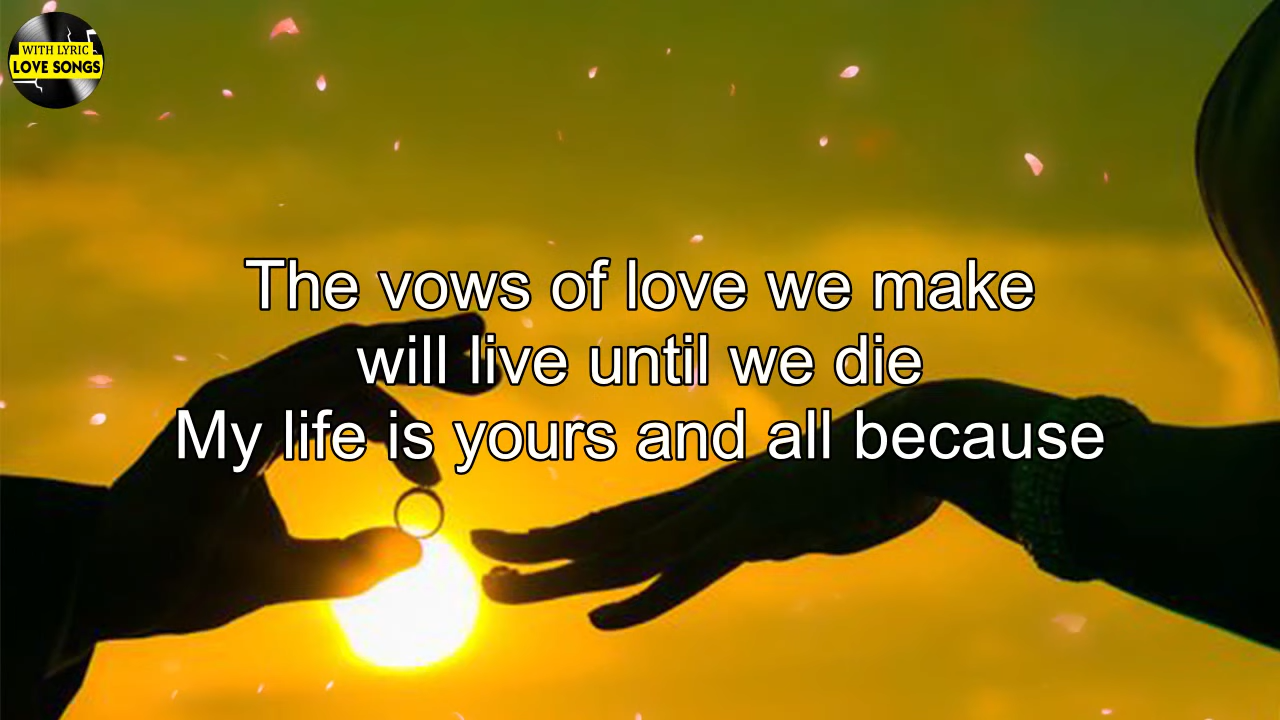 WITH LYRIC
LOVE SONGS
The vows of love we make
will live until we die
My life is yours and all because